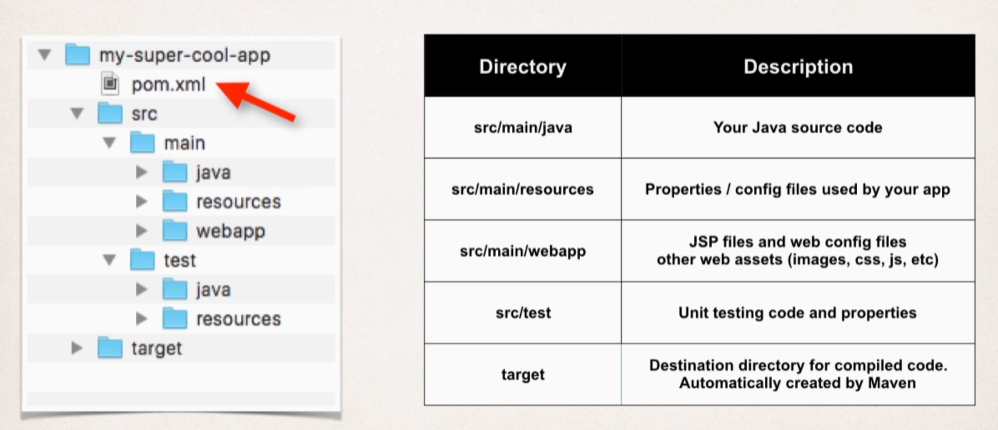 my-super-cool-app
pom.xml
src
main
java
resources
webapp
test
java
resources
target
Directory
Description
src/main/java
Your Java source code
src/main/resources
Properties / config files used by your app
src/main/webapp
JSP files and web config files
other web assets (images, css, js, etc)
src/test
Unit testing code and properties
target
Destination directory for compiled code.
Automatically created by Maven